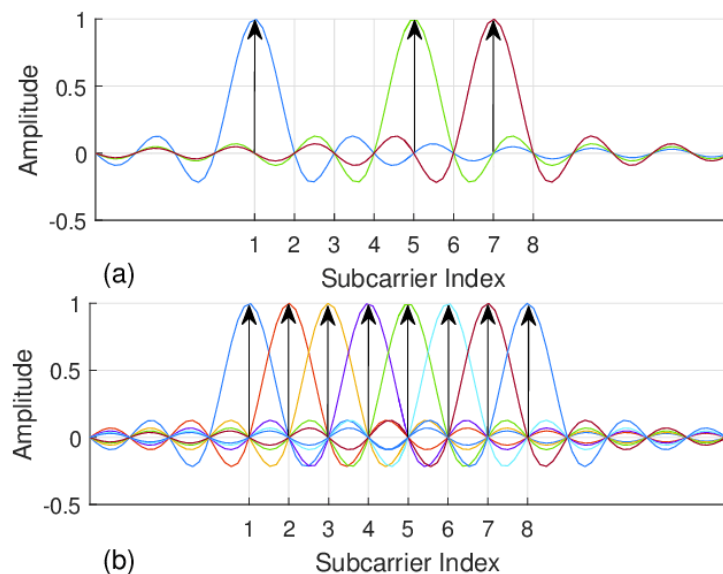 1
0.5
0
-0.5
Amplitude
1 2 3 4 5 6 7 8
(a)
Subcarrier Index
1
0.5
0
-0.5
Amplitude
1 2 3 4 5 6 7 8
(b)
Subcarrier Index